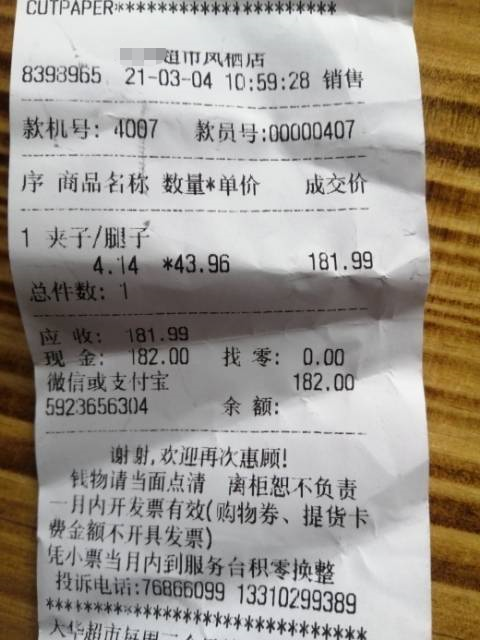 CUTPAPER*********************
超市凤栖店
8398965 21-03-04 10:59:28 销售
款机号: 4007 款员号:00000407
序 商品名称 数量*单价 成交价
1 夹子/腿子
4.14 *43.96 181.99
总件数: 1
应 收: 181.99
现 金: 182.00 找 零: 0.00
微信或支付宝 182.00
5923656304 余 额:
谢谢,欢迎再次惠顾!
钱物请当面点清 离柜恕不负责
一月内开发票有效(购物券、提货卡
费金额不开具发票)
凭小票当月内到服务台积零换整
投诉电话:76866099 13310299389
******************************
大华超市每周二